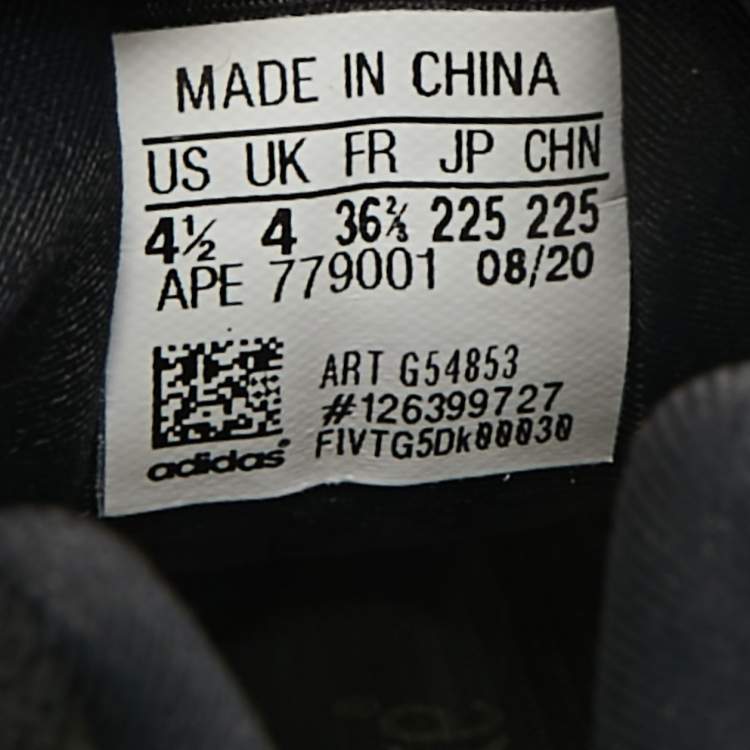 MADE IN CHINA
US UK FR JP CHN
4½ 4 36⅔ 225 225
APE 779001 08/20
ART G54853
#126399727
FIVTG5Dk00030
adidas®